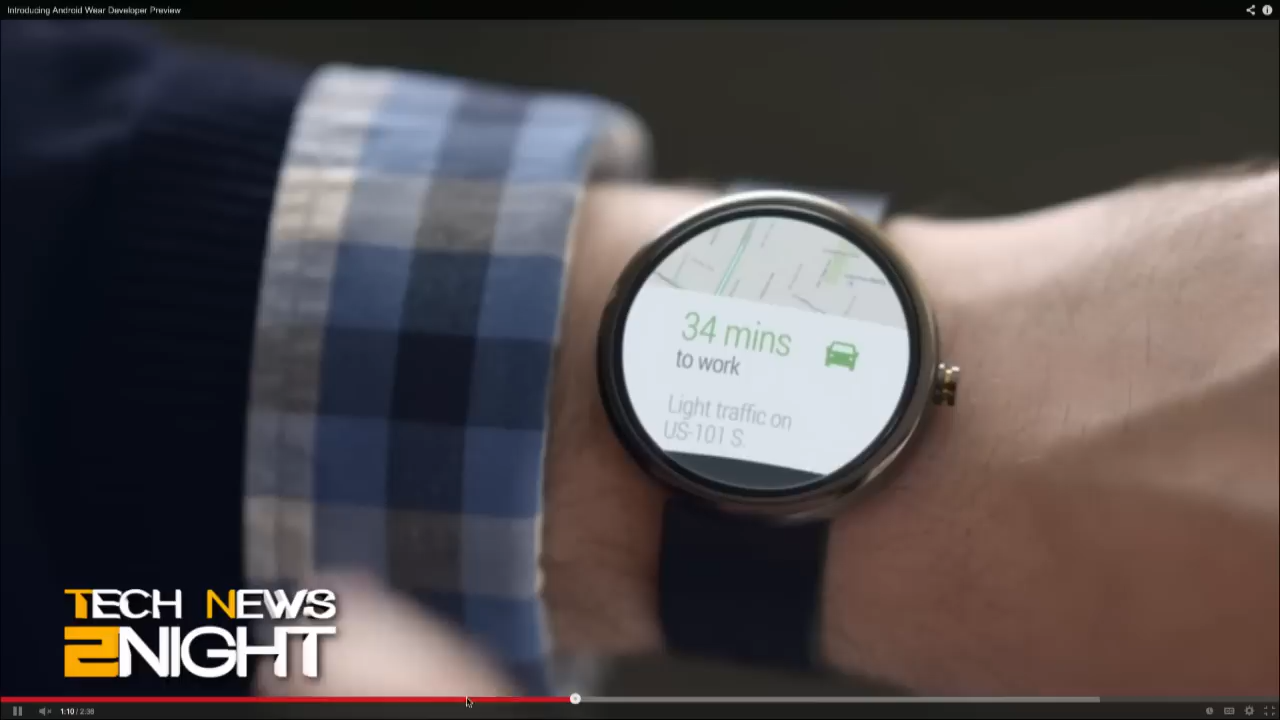 Introducing Android Wear Developer Preview
34 mins
to work
Light traffic on
US-101 S.
TECH NEWS
2NIGHT
1:10 / 2:38